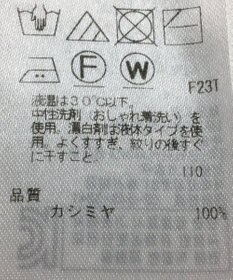 F
W
F23T
液温は30℃以下。
中性洗剤（おしゃれ着洗い）を
使用。漂白剤は液体タイプを使
用。よくすすぎ、絞りの後すぐ
に干すこと。
110
品質
カシミヤ 100%